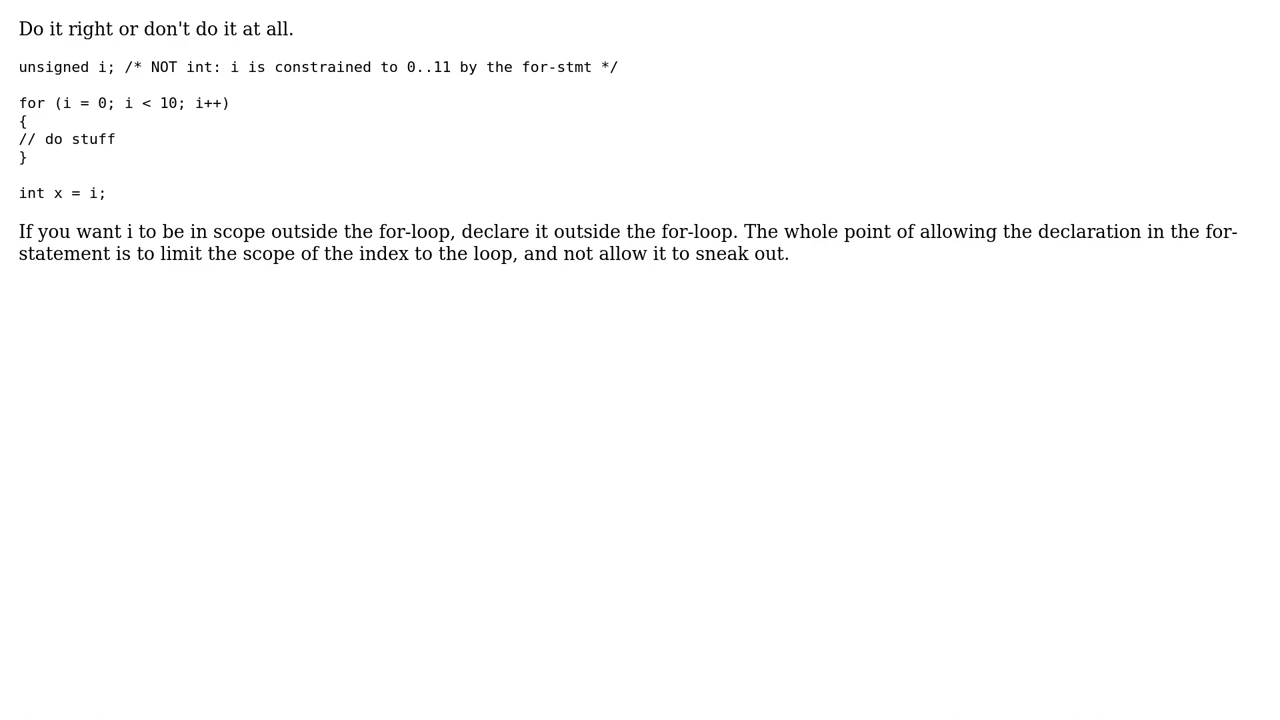 Do it right or don't do it at all.
unsigned i; /* NOT int: i is constrained to 0..11 by the for-stmt */
for (i = 0; i < 10; i++)
{
// do stuff
}
int x = i;
If you want i to be in scope outside the for-loop, declare it outside the for-loop. The whole point of allowing the declaration in the for-
statement is to limit the scope of the index to the loop, and not allow it to sneak out.